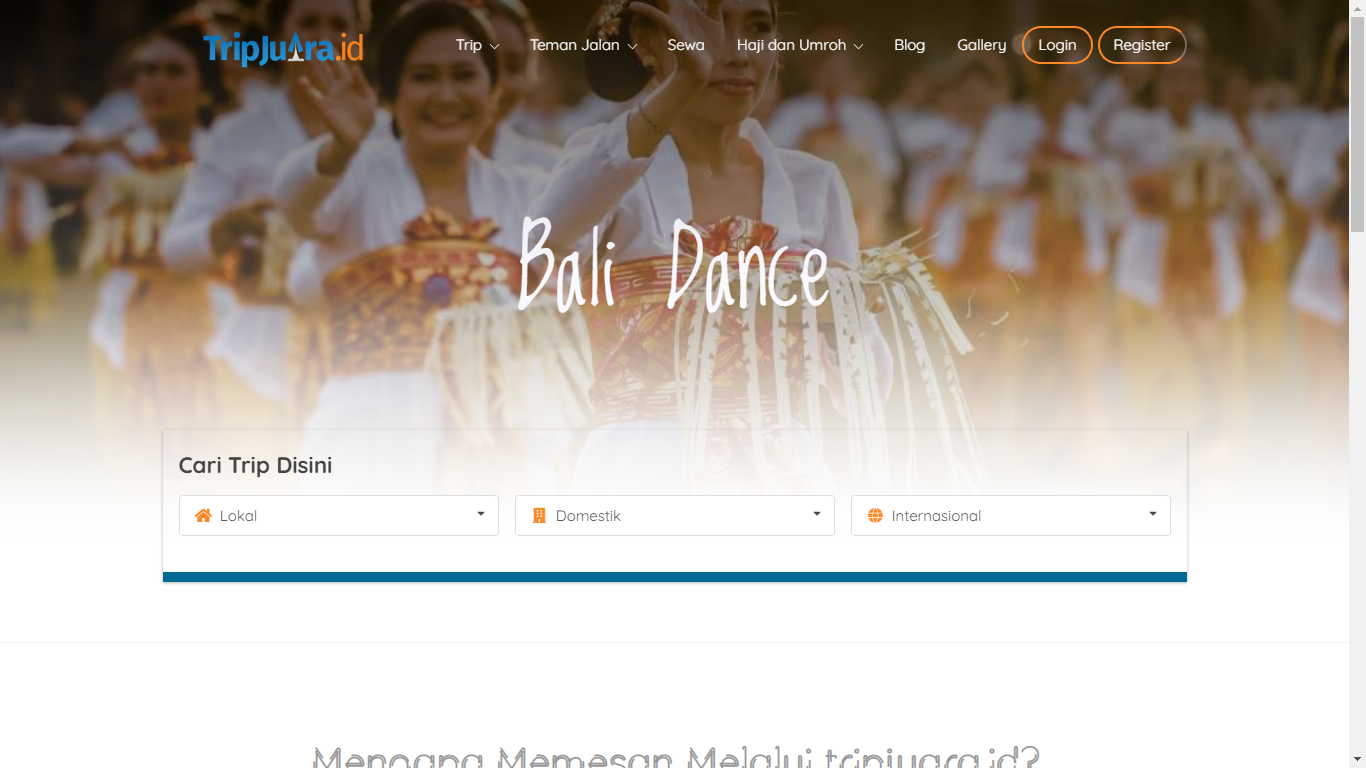 TripJuara.id
Trip
Teman Jalan
Sewa
Haji dan Umroh
Blog
Gallery
Login
Register
Bali Dance
Cari Trip Disini
Lokal
Domestik
Internasional
Mengapa Memesan Melalui tripjuara.id?